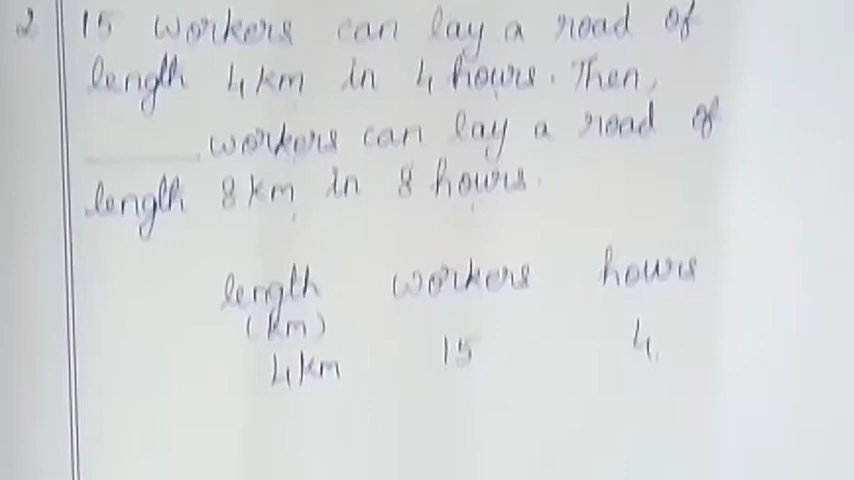 2 15 workers can lay a road of
length 4 km in 4 hours. Then,
________ workers can lay a road of
length 8 km in 8 hours.
length workers hours
(km)
4km 15 4